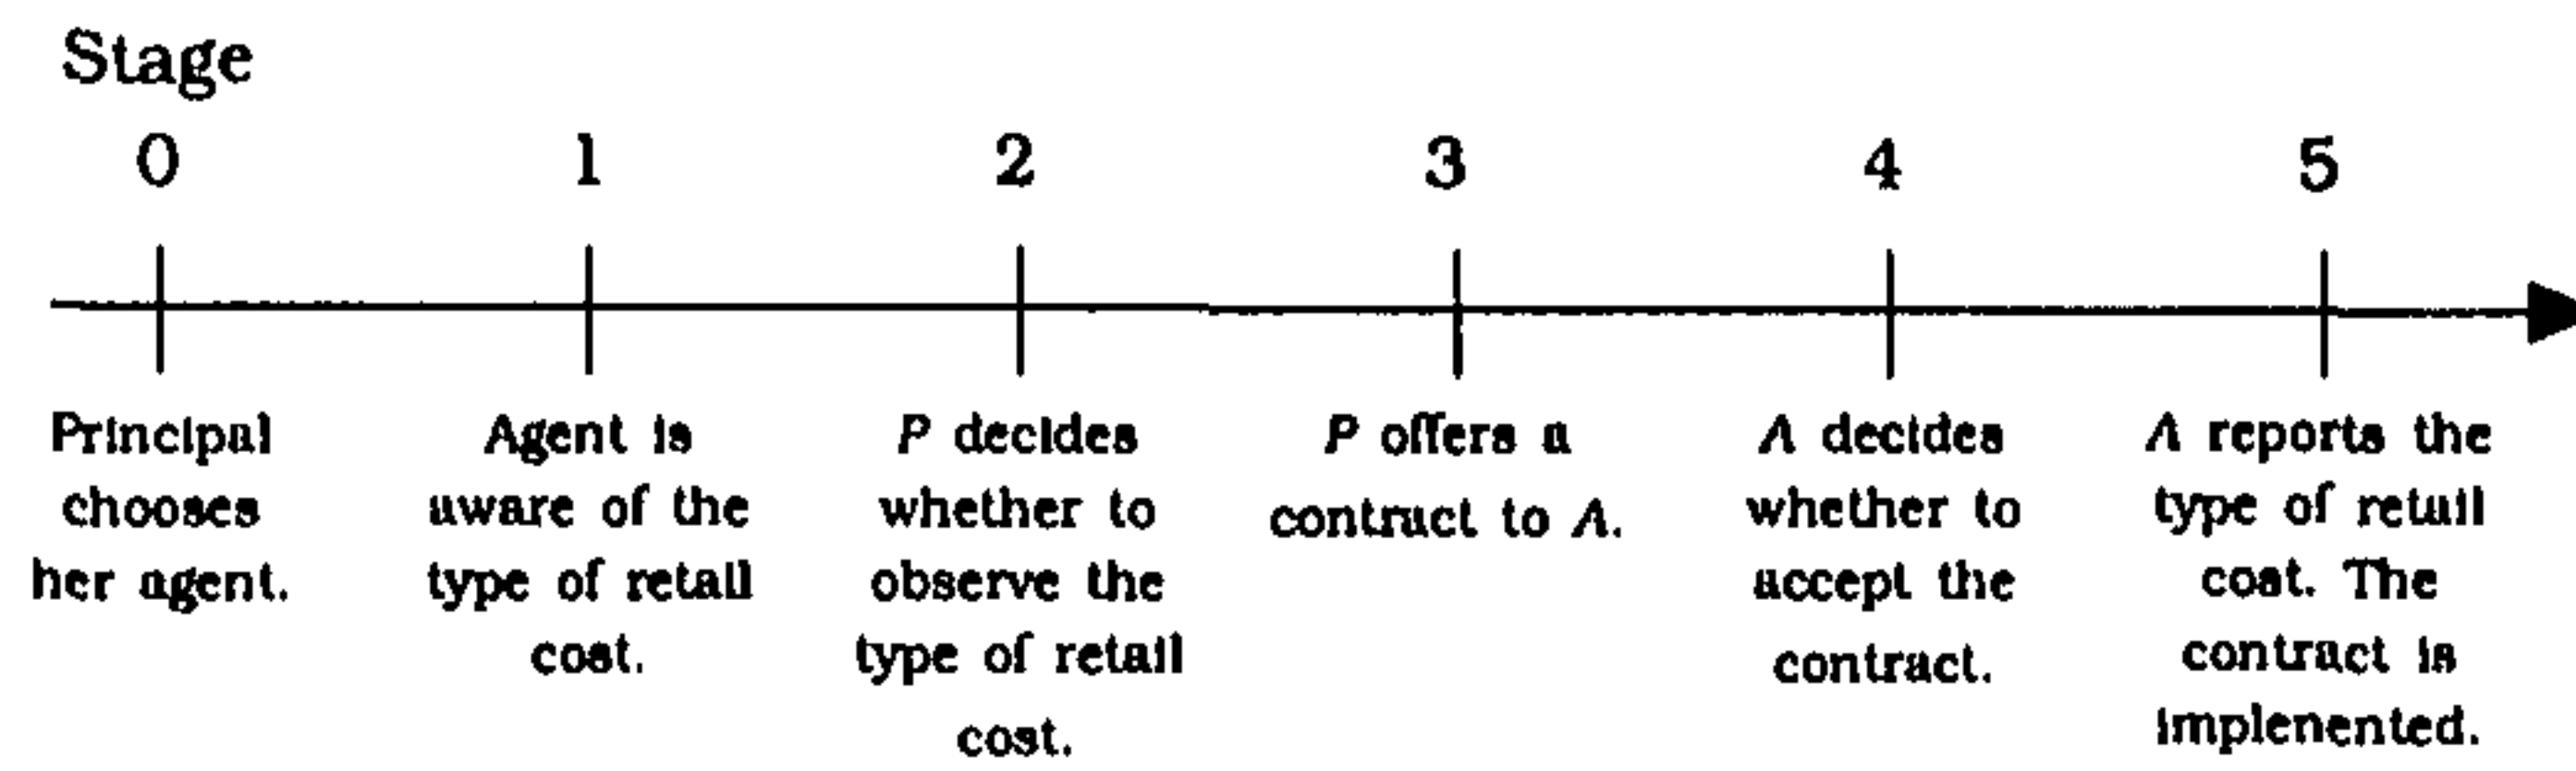 Stage
0 1 2 3 4 5
Principal
chooses
her agent.
Agent is
aware of the
type of retail
cost.
P decides
whether to
observe the
type of retail
cost.
P offers a
contract to A.
A decides
whether to
accept the
contract.
A reports the
type of retail
cost. The
contract is
implenented.